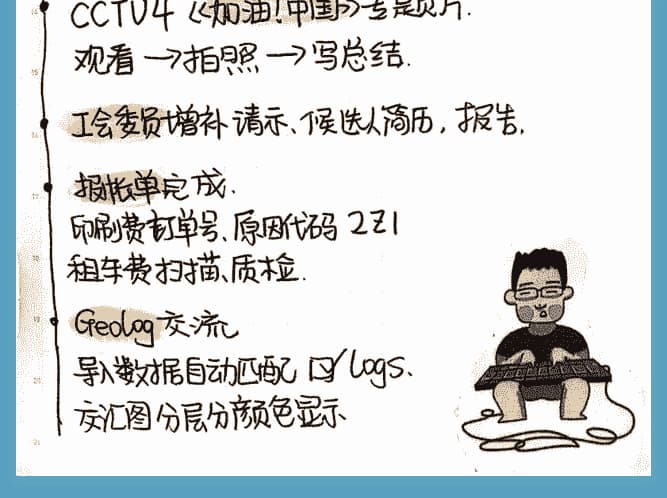 CCTV4《加油!中国》专题片.
观看→拍照→写总结.
工会委员增补请示、候选人简历,报告.
报帐单完成.
印刷费订单号、原因代码 2Z1
租车费扫描、质检.
Geolog 交流
导入数据自动匹配 logs.
交汇图分层分颜色显示